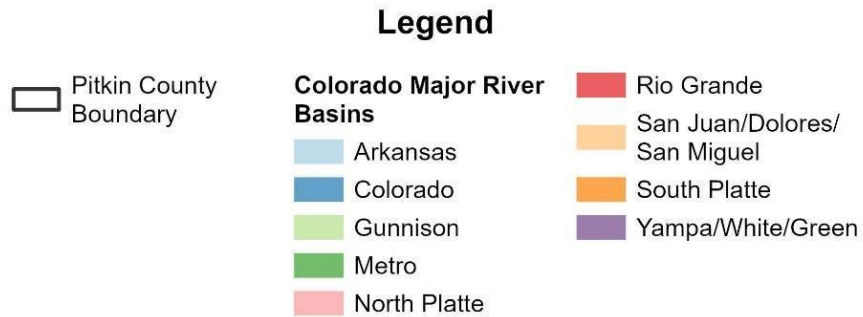 Legend
Pitkin County
Boundary
Colorado Major River
Basins
Arkansas
Colorado
Gunnison
Metro
North Platte
Rio Grande
San Juan/Dolores/
San Miguel
South Platte
Yampa/White/Green